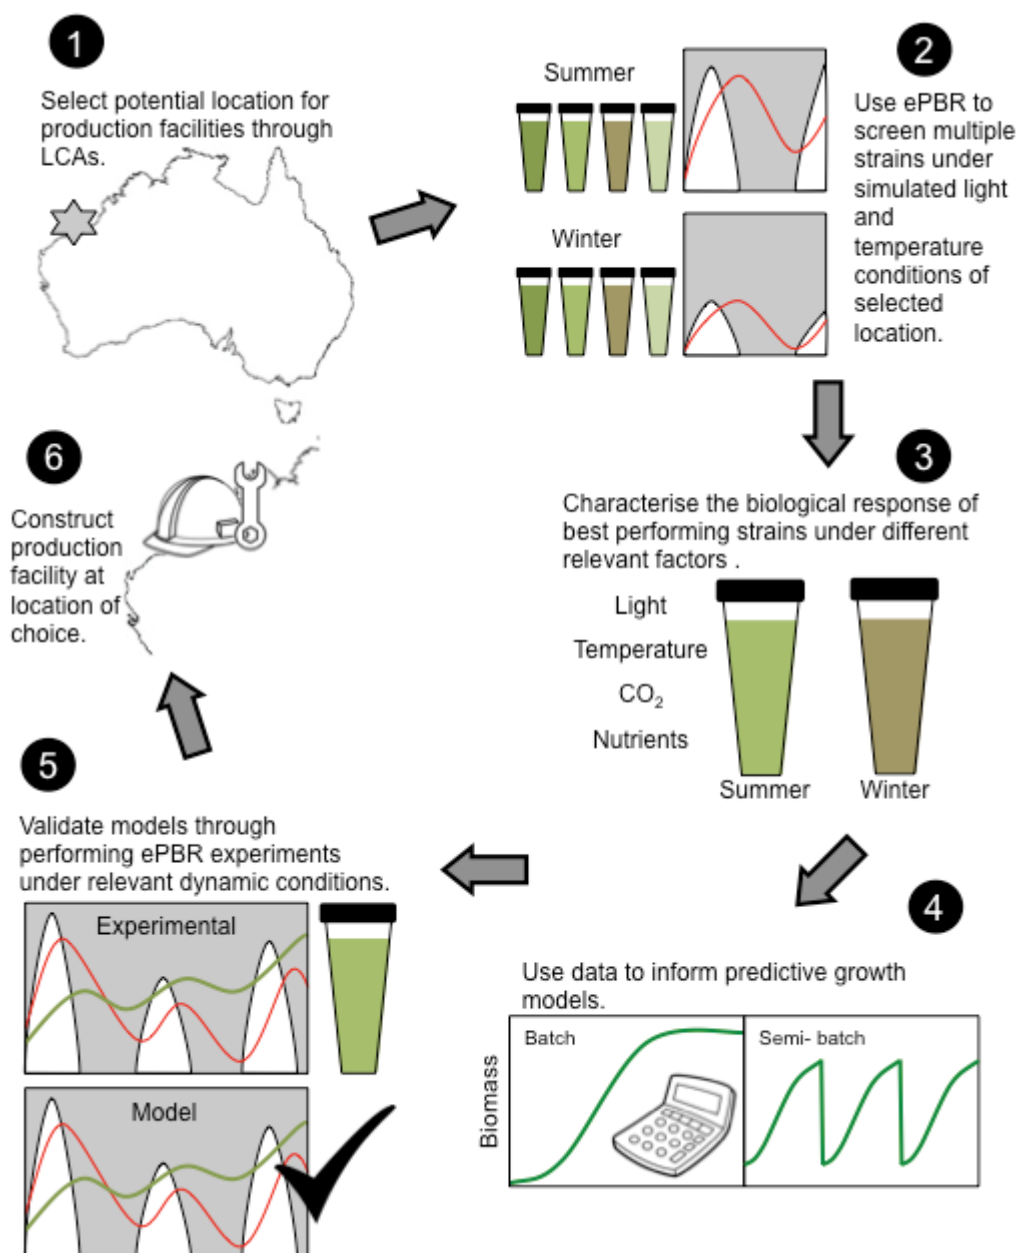 1
Select potential location for
production facilities through
LCAs.
Summer
Winter
2
Use ePBR to
screen multiple
strains under
simulated light
and
temperature
conditions of
selected
location.
3
Characterise the biological response of
best performing strains under different
relevant factors .
Light
Temperature
CO₂
Nutrients
Summer
Winter
4
Use data to inform predictive growth
models.
Biomass
Batch
Semi- batch
5
Validate models through
performing ePBR experiments
under relevant dynamic conditions.
Experimental
Model
6
Construct
production
facility at
location of
choice.